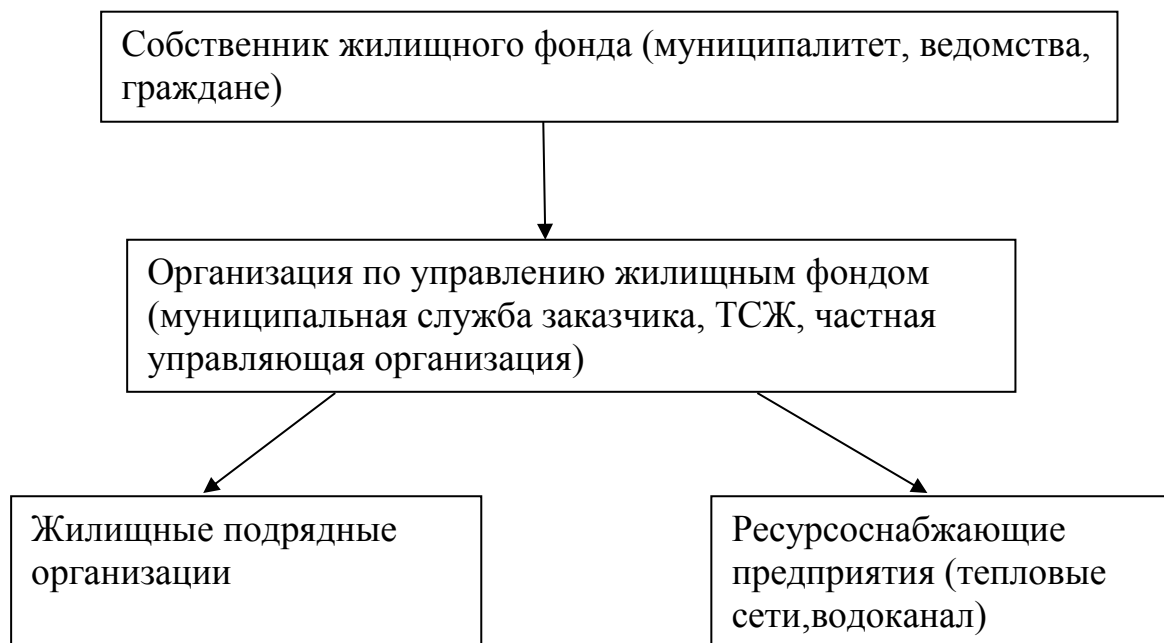 Собственник жилищного фонда (муниципалитет, ведомства,
граждане)
Организация по управлению жилищным фондом
(муниципальная служба заказчика, ТСЖ, частная
управляющая организация)
Жилищные подрядные
организации
Ресурсоснабжающие
предприятия (тепловые
сети,водоканал)